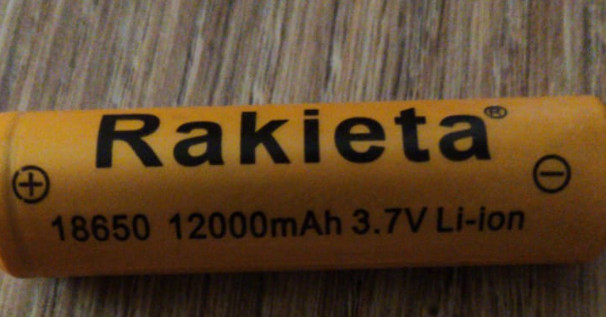 Rakieta®
+ -
18650 12000mAh 3.7V Li-ion